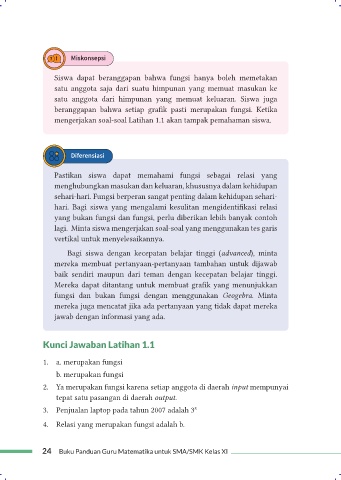 Miskonsepsi
Siswa dapat beranggapan bahwa fungsi hanya boleh memetakan
satu anggota saja dari suatu himpunan yang memuat masukan ke
satu anggota dari himpunan yang memuat keluaran. Siswa juga
beranggapan bahwa setiap grafik pasti merupakan fungsi. Ketika
mengerjakan soal-soal Latihan 1.1 akan tampak pemahaman siswa.
Diferensiasi
Pastikan siswa dapat memahami fungsi sebagai relasi yang
menghubungkan masukan dan keluaran, khususnya dalam kehidupan
sehari-hari. Fungsi berperan sangat penting dalam kehidupan sehari-
hari. Bagi siswa yang mengalami kesulitan mengidentifikasi relasi
yang bukan fungsi dan fungsi, perlu diberikan lebih banyak contoh
lagi. Minta siswa mengerjakan soal-soal yang menggunakan tes garis
vertikal untuk menyelesaikannya.
Bagi siswa dengan kecepatan belajar tinggi (advanced), minta
mereka membuat pertanyaan-pertanyaan tambahan untuk dijawab
baik sendiri maupun dari teman dengan kecepatan belajar tinggi.
Mereka dapat ditantang untuk membuat grafik yang menunjukkan
fungsi dan bukan fungsi dengan menggunakan Geogebra. Minta
mereka juga mencatat jika ada pertanyaan yang tidak dapat mereka
jawab dengan informasi yang ada.
Kunci Jawaban Latihan 1.1
1. a. merupakan fungsi
b. merupakan fungsi
2. Ya merupakan fungsi karena setiap anggota di daerah input mempunyai
tepat satu pasangan di daerah output.
3. Penjualan laptop pada tahun 2007 adalah
4. Relasi yang merupakan fungsi adalah b.
24 Buku Panduan Guru Matematika untuk SMA/SMK Kelas XI